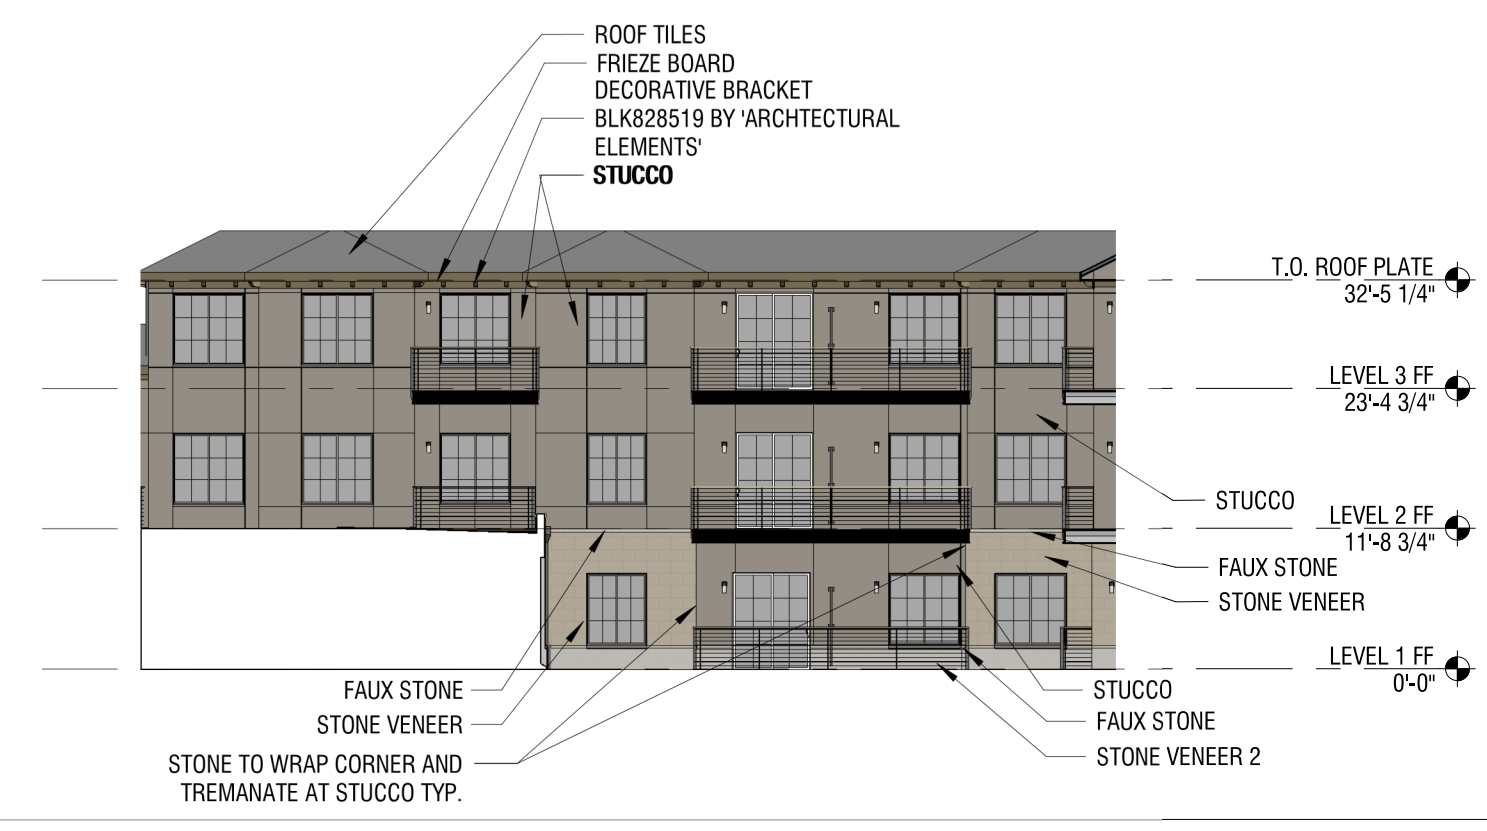 ROOF TILES
FRIEZE BOARD
DECORATIVE BRACKET
BLK828519 BY 'ARCHTECTURAL
ELEMENTS'
STUCCO
T.O. ROOF PLATE
32'-5 1/4"
LEVEL 3 FF
23'-4 3/4"
STUCCO
LEVEL 2 FF
11'-8 3/4"
FAUX STONE
STONE VENEER
LEVEL 1 FF
0'-0"
FAUX STONE
STONE VENEER
STONE TO WRAP CORNER AND
TREMANATE AT STUCCO TYP.
STUCCO
FAUX STONE
STONE VENEER 2